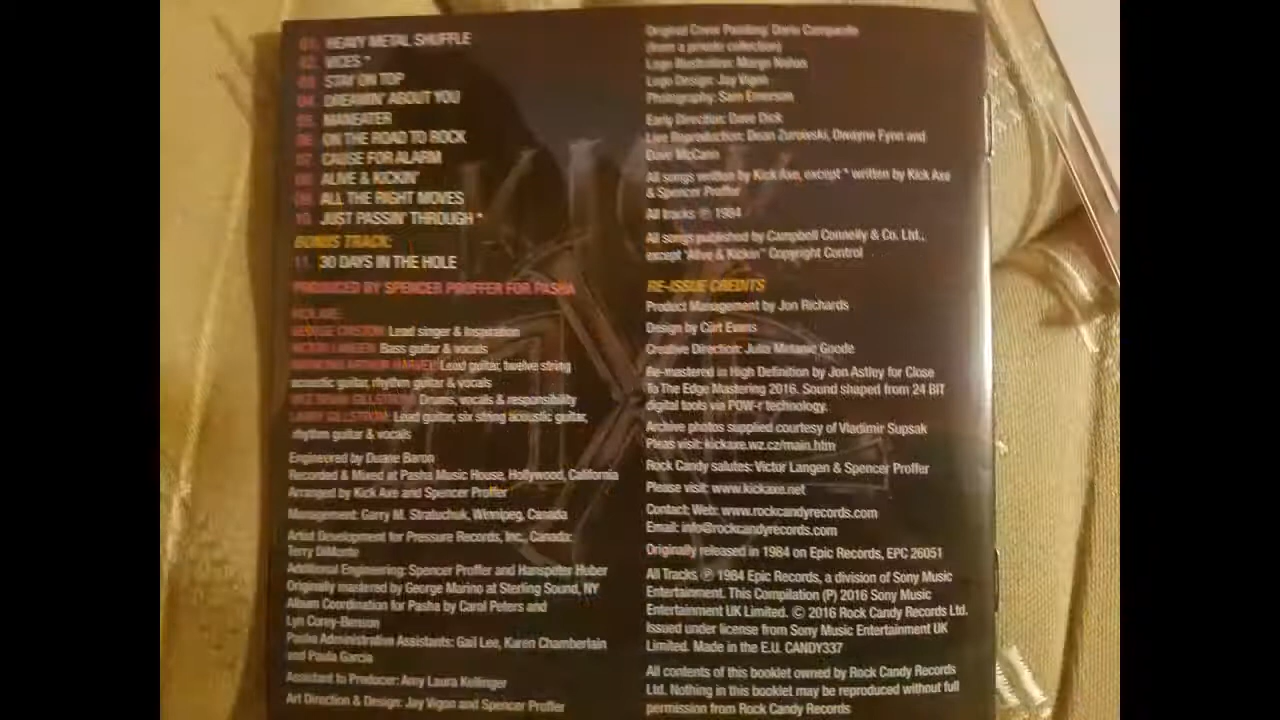 01. HEAVY METAL SHUFFLE
02. VICES *
03. STAY ON TOP
04. DREAMIN' ABOUT YOU
05. MANEATER
06. ON THE ROAD TO ROCK
07. CAUSE FOR ALARM
08. ALIVE & KICKIN'
09. ALL THE RIGHT MOVES
10. JUST PASSIN' THROUGH *
BONUS TRACK:
11. 30 DAYS IN THE HOLE
PRODUCED BY SPENCER PROFFER FOR PASHA
KICK AXE:
GEORGE CRISTON Lead singer & Inspiration
VICTOR LANGEN Bass guitar & vocals
RAYMOND ARTHUR HARVEY Lead guitar, twelve string
acoustic guitar, rhythm guitar & vocals
GILLSTROM Drums, vocals & responsibility
LARRY GILLSTROM Lead guitar, six string acoustic guitar,
rhythm guitar & vocals
Engineered by Duane Baron
Recorded & Mixed at Pasha Music House, Hollywood, California
Arranged by Kick Axe and Spencer Proffer
Management: Garry M. Stratuchuk, Winnipeg, Canada
Artist Development for Pressure Records, Inc., Canada:
Terry DiMonte
Additional Engineering: Spencer Proffer and Hanspeter Huber
Originally mastered by George Marino at Sterling Sound, NY
Album Coordination for Pasha by Carol Peters and
Lyn Corey-Benson
Pasha Administrative Assistants: Gail Lee, Karen Chamberlain
and Paula Garcia
Assistant to Producer: Amy Laura Kellinger
Art Direction & Design: Jay Vigon and Spencer Proffer
Original Cover Painting: Dario Campanile
(from a private collection)
Logo Illustration: Margo Nahas
Logo Design: Jay Vigon
Photography: Sam Emerson
Early Direction: Dave Dick
Live Reproduction: Dean Zurowski, Dwayne Fynn and
Dave McCann
All songs written by Kick Axe, except * written by Kick Axe
& Spencer Proffer
All tracks ℗ 1984
All songs published by Campbell Connelly & Co. Ltd.,
except "Alive & Kickin" Copyright Control
RE-ISSUE CREDITS
Product Management by Jon Richards
Design by Curt Evans
Creative Direction: Julia Melanie Goode
Re-mastered in High Definition by Jon Astley for Close
To The Edge Mastering 2016. Sound shaped from 24 BIT
digital tools via POW-r technology.
Archive photos supplied courtesy of Vladimir Supsak
Pleas visit: kickaxe.wz.cz/main.htm
Rock Candy salutes: Victor Langen & Spencer Proffer
Please visit: www.kickaxe.net
Contact: Web: www.rockcandyrecords.com
Email: info@rockcandyrecords.com
Originally released in 1984 on Epic Records, EPC 26051
All Tracks ℗ 1984 Epic Records, a division of Sony Music
Entertainment. This Compilation (P) 2016 Sony Music
Entertainment UK Limited. © 2016 Rock Candy Records Ltd.
Issued under license from Sony Music Entertainment UK
Limited. Made in the E.U. CANDY337
All contents of this booklet owned by Rock Candy Records
Ltd. Nothing in this booklet may be reproduced without full
permission from Rock Candy Records